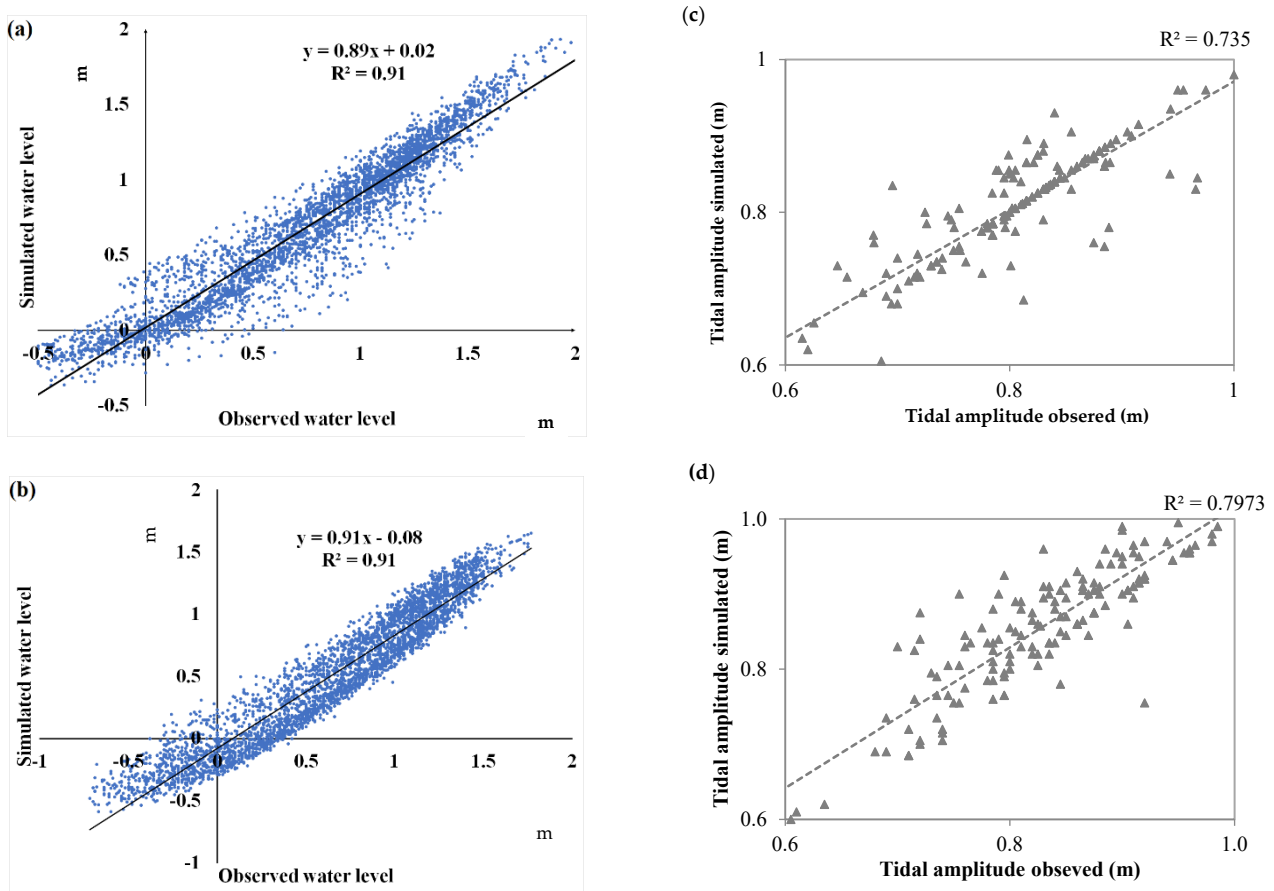 (a)
2
m
y = 0.89x + 0.02
R² = 0.91
1.5
1
0.5
0
-0.5
0
0.5
1
1.5
2
-0.5
Simulated water level
Observed water level
m
(b)
2
m
y = 0.91x - 0.08
R² = 0.91
1.5
1
0.5
0
-1
-0.5
0
0.5
1
1.5
2
-0.5
-1
Simulated water level
m
Observed water level
(c)
R² = 0.735
1
0.8
0.6
0.6
0.8
1
Tidal amplitude simulated (m)
Tidal amplitude obsered (m)
(d)
R² = 0.7973
1.0
0.8
0.6
0.6
0.8
1.0
Tidal amplitude simulated (m)
Tidal amplitude obseved (m)